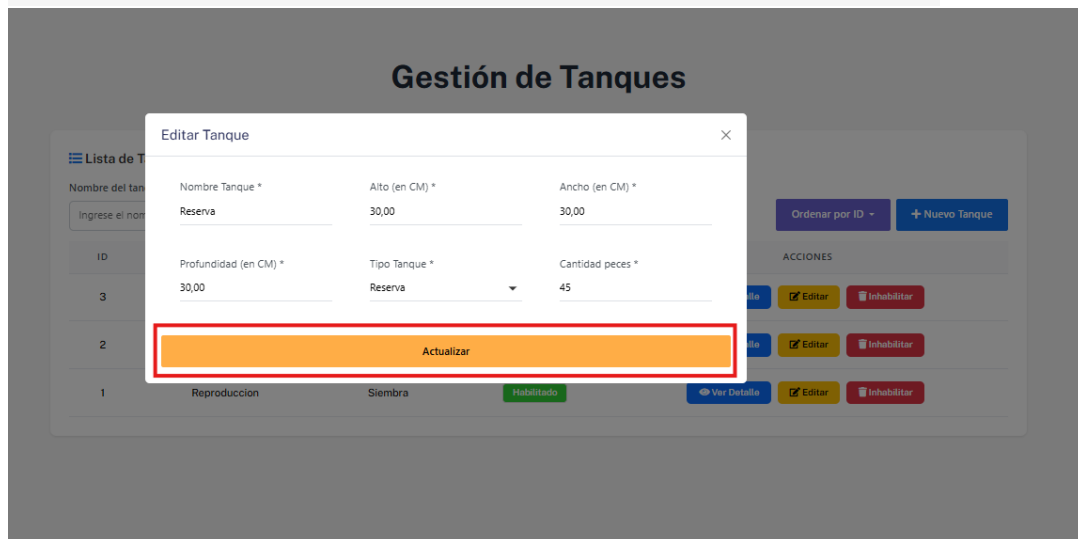 Gestión de Tanques
Editar Tanque
Lista de T
Nombre del tan
Ingrese el nom
Nombre Tanque *
Alto (en CM) *
Ancho (en CM) *
Reserva
30,00
30,00
Ordenar por ID
+ Nuevo Tanque
ID
ACCIONES
Profundidad (en CM) *
Tipo Tanque *
Cantidad peces *
30,00
Reserva
45
3
Editar
Inhabilitar
2
Editar
Inhabilitar
Actualizar
1
Reproduccion
Siembra
Habilitado
Ver Detalle
Editar
Inhabilitar